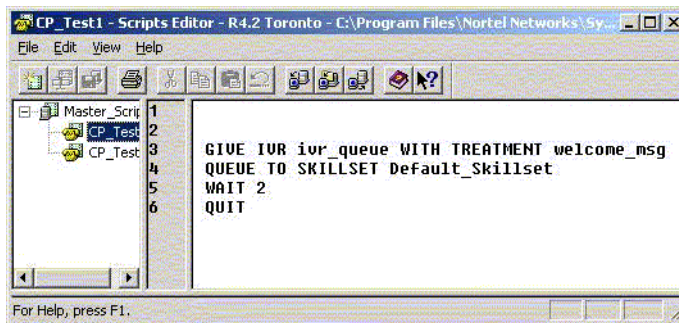 CP_Test1 - Scripts Editor - R4.2 Toronto - C:\Program Files\Nortel Networks\Sy...
File Edit View Help
Master_Scrip
CP_Test
CP_Test
1
2
3 GIVE IVR ivr_queue WITH TREATMENT welcome_msg
4 QUEUE TO SKILLSET Default_Skillset
5 WAIT 2
6 QUIT
For Help, press F1.